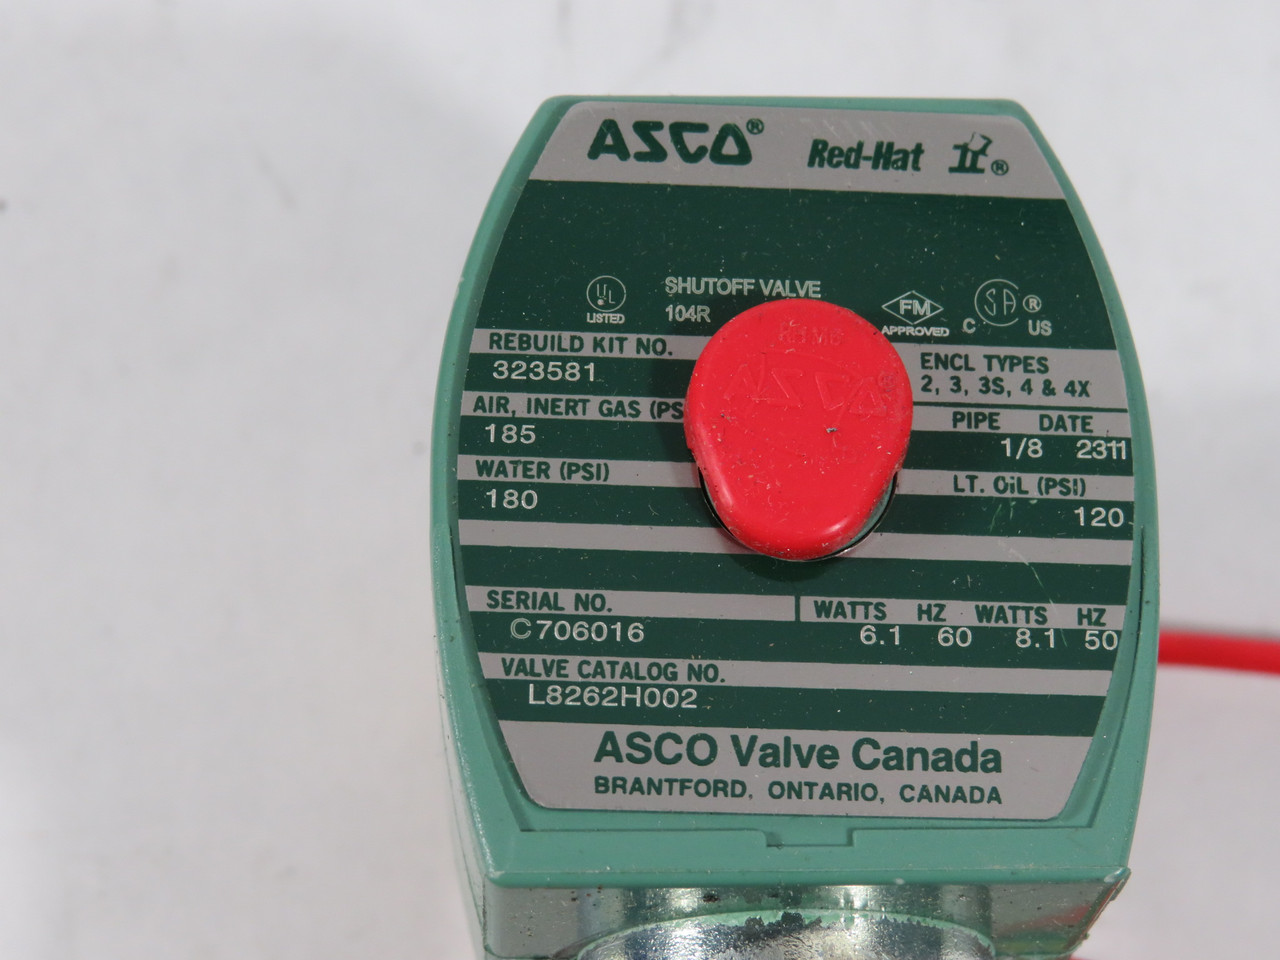 ASCO® Red-Hat II®
UL LISTED
SHUTOFF VALVE
104R
FM APPROVED
C SA® US
REBUILD KIT NO.
323581
ENCL TYPES
2, 3, 3S, 4 & 4X
AIR, INERT GAS (PS
185
PIPE DATE
1/8 2311
WATER (PSI)
180
LT. OiL (PSI)
120
SERIAL NO.
C706016
WATTS HZ WATTS HZ
6.1 60 8.1 50
VALVE CATALOG NO.
L8262H002
ASCO Valve Canada
BRANTFORD, ONTARIO, CANADA
ASCO®